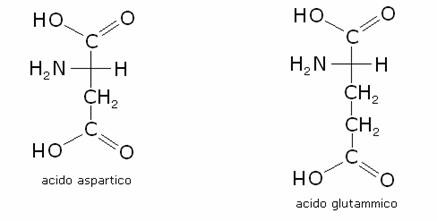 HO
C
O
H₂N
H
CH₂
C
HO
O
acido aspartico
HO
C
O
H₂N
H
CH₂
CH₂
C
HO
O
acido glutammico